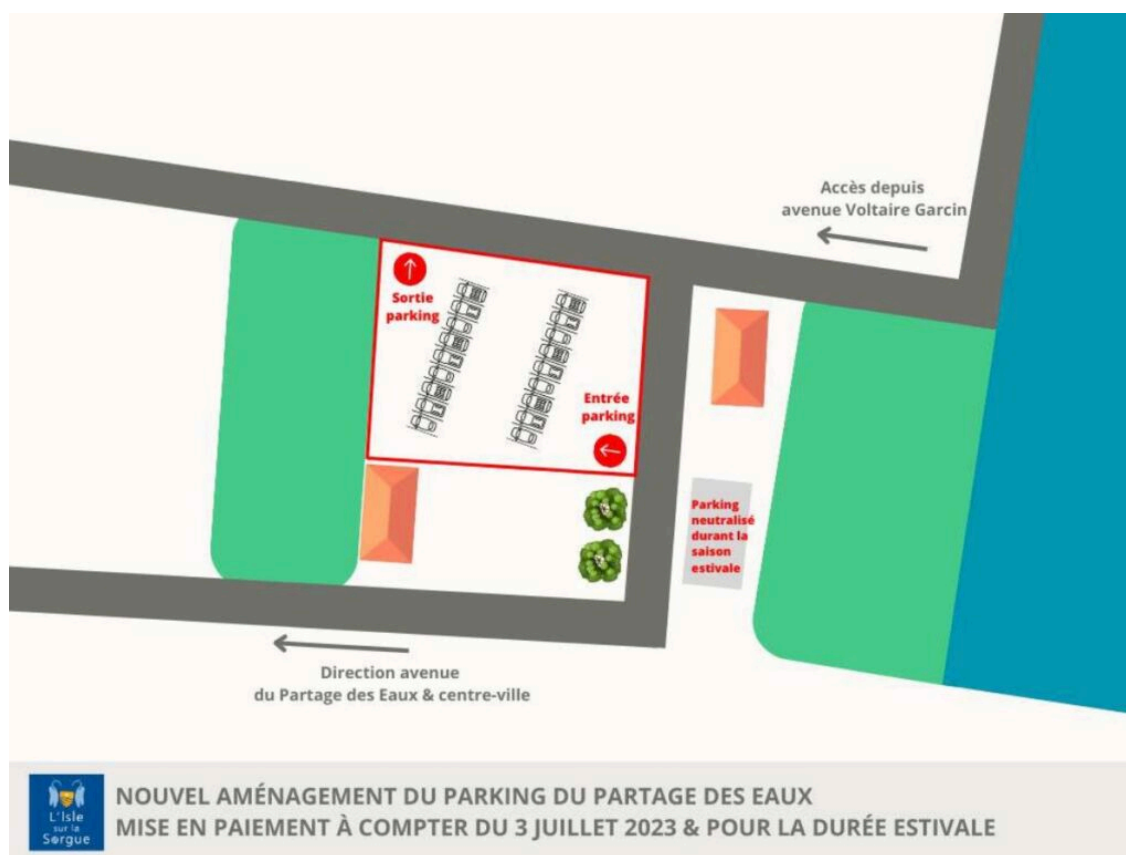 Accès depuis
avenue Voltaire Garcin
Sortie
parking
Entrée
parking
Parking
neutralisé
durant la
saison
estivale
Direction avenue
du Partage des Eaux & centre-ville
L'Isle
sur la
Sorgue
NOUVEL AMÉNAGEMENT DU PARKING DU PARTAGE DES EAUX
MISE EN PAIEMENT À COMPTER DU 3 JUILLET 2023 & POUR LA DURÉE ESTIVALE